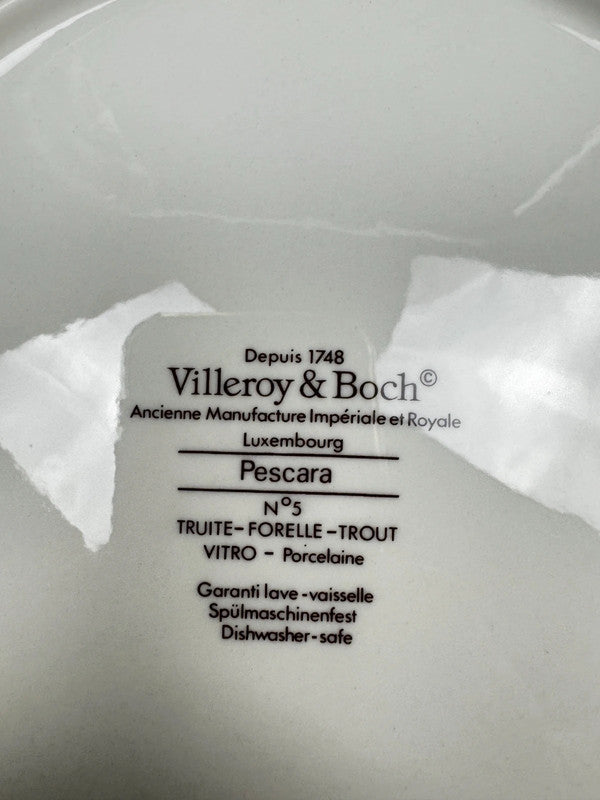 Depuis 1748
Villeroy & Boch©
Ancienne Manufacture Impériale et Royale
Luxembourg
Pescara
N°5
TRUITE-FORELLE-TROUT
VITRO - Porcelaine
Garanti lave-vaisselle
Spülmaschinenfest
Dishwasher-safe